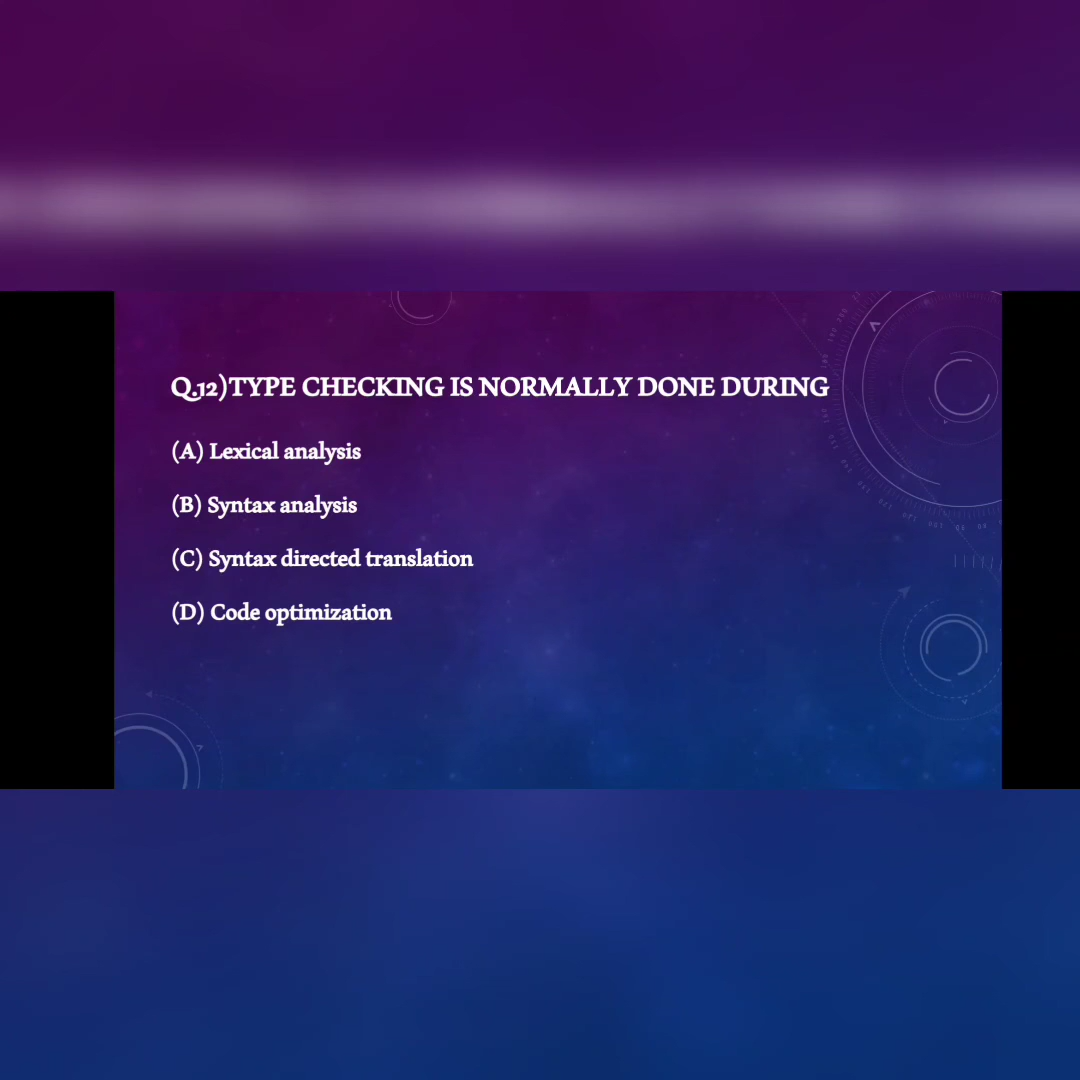 Q.12)TYPE CHECKING IS NORMALLY DONE DURING
(A) Lexical analysis
(B) Syntax analysis
(C) Syntax directed translation
(D) Code optimization